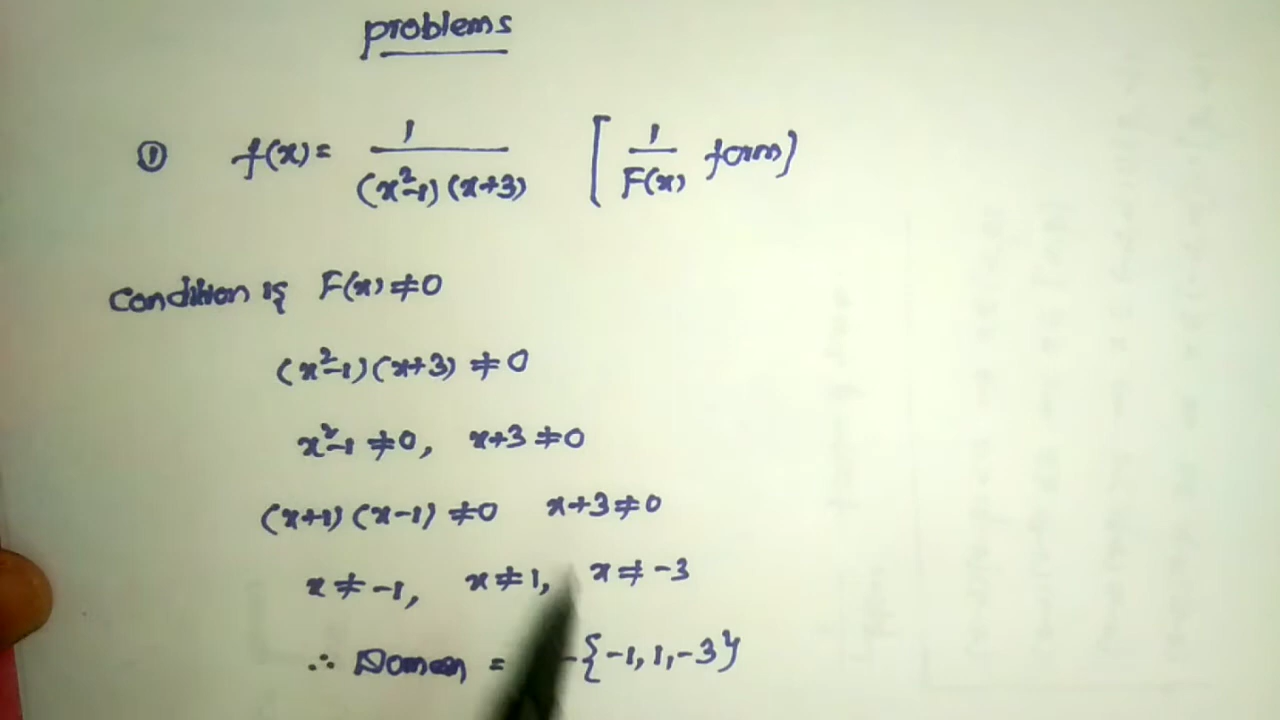 problems
① f(x) = 1/((x²-1)(x+3)) [1/F(x) form]
Condition is F(x) ≠ 0
(x²-1)(x+3) ≠ 0
x²-1 ≠ 0, x+3 ≠ 0
(x+1)(x-1) ≠ 0 x+3 ≠ 0
x ≠ -1, x ≠ 1, x ≠ -3
∴ = - {-1, 1, -3}